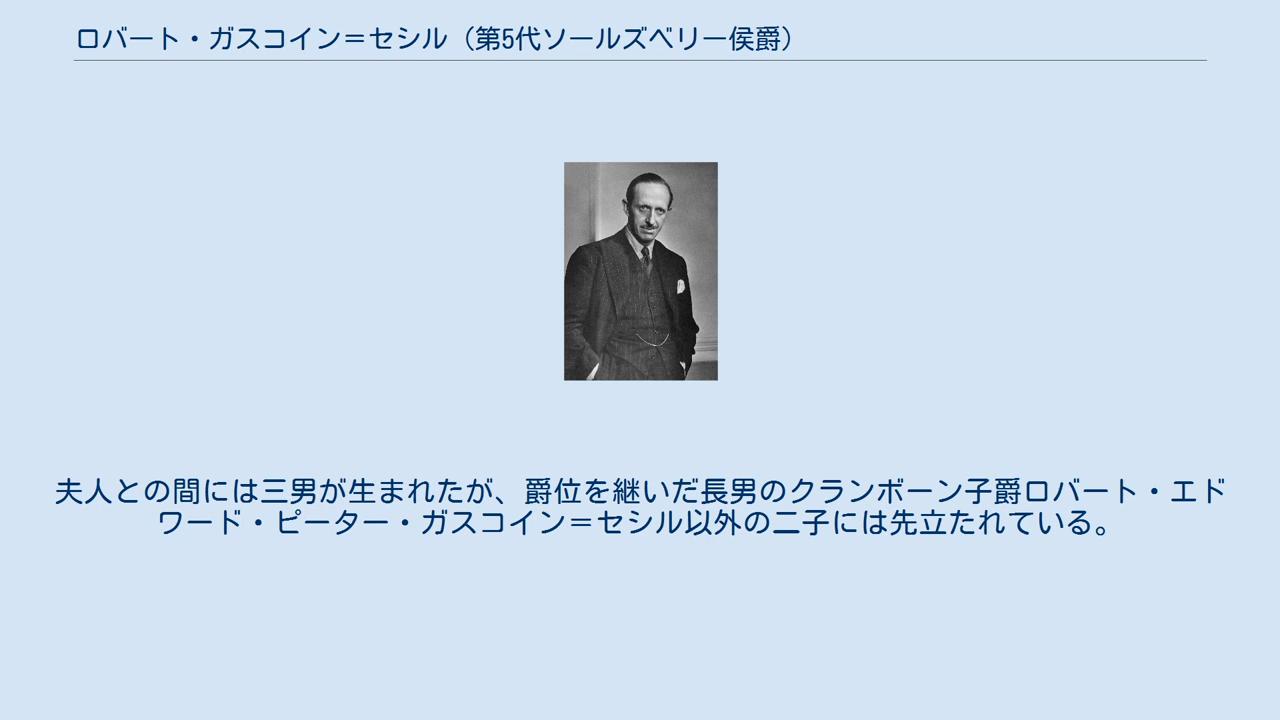 ロバート・ガスコイン＝セシル（第5代ソールズベリー侯爵）
夫人との間には三男が生まれたが、爵位を継いだ長男のクランボーン子爵ロバート・エド
ワード・ピーター・ガスコイン＝セシル以外の二子には先立たれている。